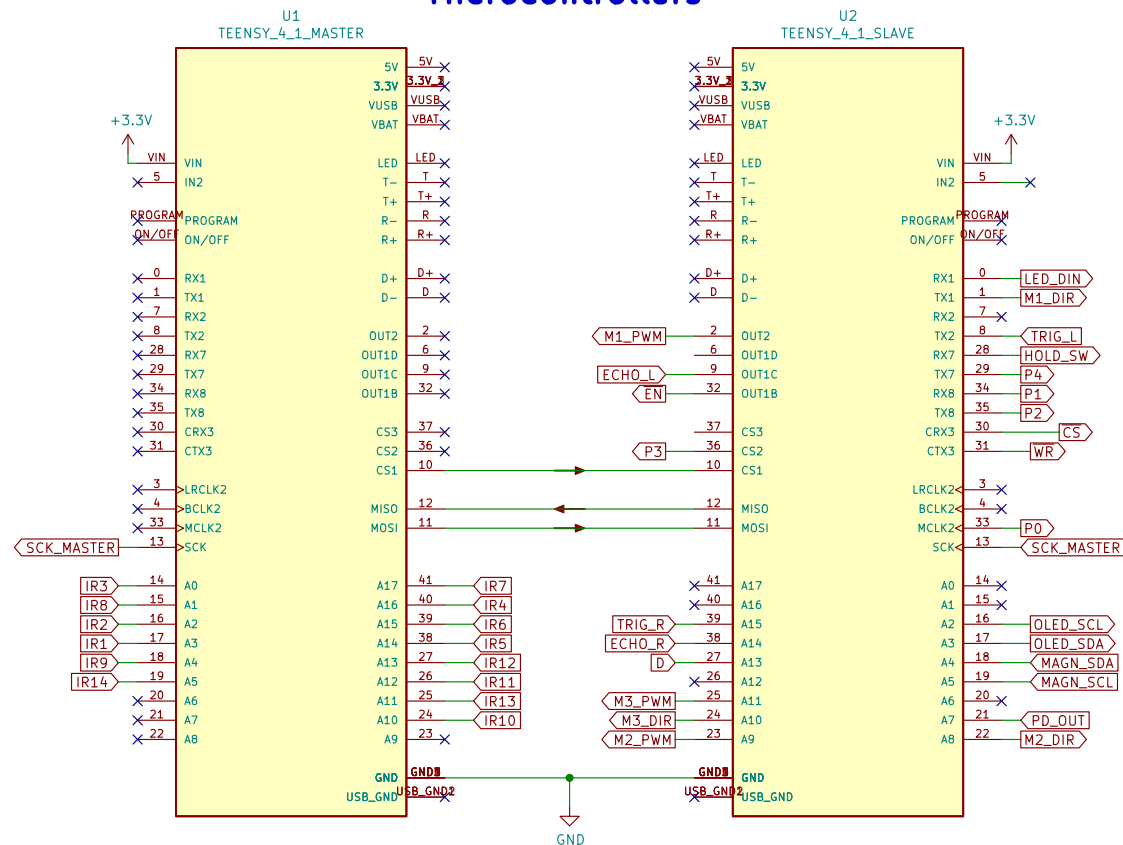 Microcontrollers
U1
TEENSY_4_1_MASTER
+3.3V
VIN VIN
5 IN2
PROGRAM PROGRAM
ON/OFF ON/OFF
0 RX1
1 TX1
7 RX2
8 TX2
28 RX7
29 TX7
34 RX8
35 TX8
30 CRX3
31 CTX3
3 LRCLK2
4 BCLK2
33 MCLK2
SCK_MASTER 13 SCK
IR3 14 A0
IR8 15 A1
IR2 16 A2
IR1 17 A3
IR9 18 A4
IR14 19 A5
20 A6
21 A7
22 A8
5V 5V
3.3V
VUSB VUSB
VBAT VBAT
LED LED
T- T
T+ T+
R- R
R+ R+
D+ D+
D- D
OUT2 2
OUT1D 6
OUT1C 9
OUT1B 32
CS3 37
CS2 36
CS1 10
MISO 12
MOSI 11
A17 41 IR7
A16 40 IR4
A15 39 IR6
A14 38 IR5
A13 27 IR12
A12 26 IR11
A11 25 IR13
A10 24 IR10
A9 23
GND
USB_GND
GND
U2
TEENSY_4_1_SLAVE
5V 5V
3.3V
VUSB VUSB
VBAT VBAT
LED LED
T T-
T+ T+
R R-
R+ R+
D+ D+
D D-
M1_PWM 2 OUT2
6 OUT1D
ECHO_L 9 OUT1C
EN 32 OUT1B
37 CS3
P3 36 CS2
10 CS1
12 MISO
11 MOSI
41 A17
40 A16
TRIG_R 39 A15
ECHO_R 38 A14
D 27 A13
26 A12
M3_PWM 25 A11
M3_DIR 24 A10
M2_PWM 23 A9
GND
USB_GND
+3.3V
VIN VIN
IN2 5
PROGRAM PROGRAM
ON/OFF ON/OFF
RX1 0 LED_DIN
TX1 1 M1_DIR
RX2 7
TX2 8 TRIG_L
RX7 28 HOLD_SW
TX7 29 P4
RX8 34 P1
TX8 35 P2
CRX3 30 CS
CTX3 31 WR
LRCLK2 3
BCLK2 4
MCLK2 33 P0
SCK 13 SCK_MASTER
A0 14
A1 15
A2 16 OLED_SCL
A3 17 OLED_SDA
A4 18 MAGN_SDA
A5 19 MAGN_SCL
A6 20
A7 21 PD_OUT
A8 22 M2_DIR